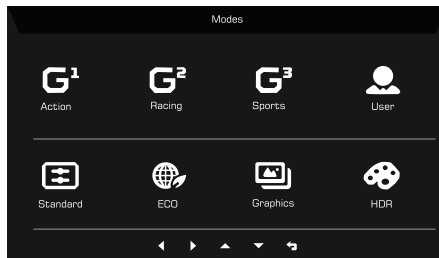 Modes
G¹ G² G³
Action Racing Sports User
Standard ECO Graphics HDR